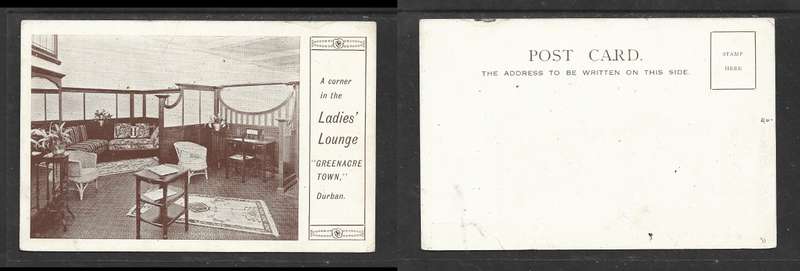 A corner
in the
Ladies'
Lounge
"GREENACRE
TOWN,"
Durban.
POST CARD.
THE ADDRESS TO BE WRITTEN ON THIS SIDE.
STAMP
HERE